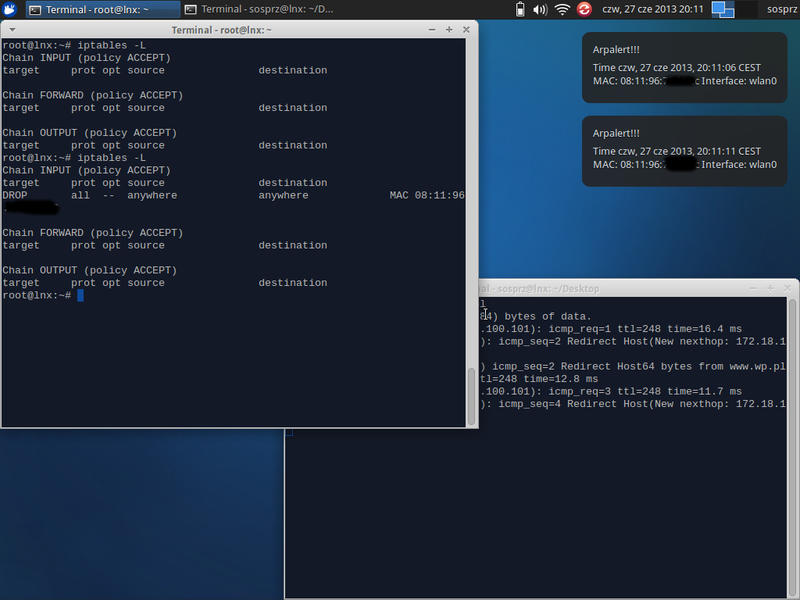 Terminal - root@lnx: ~
Terminal - sosprz@lnx: ~/D...
czw, 27 cze 2013 20:11
sosprz
Terminal - root@lnx: ~
root@lnx:~# iptables -L
Chain INPUT (policy ACCEPT)
target prot opt source destination
Chain FORWARD (policy ACCEPT)
target prot opt source destination
Chain OUTPUT (policy ACCEPT)
target prot opt source destination
root@lnx:~# iptables -L
Chain INPUT (policy ACCEPT)
target prot opt source destination
DROP all -- anywhere anywhere MAC 08:11:96
Chain FORWARD (policy ACCEPT)
target prot opt source destination
Chain OUTPUT (policy ACCEPT)
target prot opt source destination
root@lnx:~#
Arpalert!!!
Time czw, 27 cze 2013, 20:11:06 CEST
MAC: 08:11:96: c Interface: wlan0
Arpalert!!!
Time czw, 27 cze 2013, 20:11:11 CEST
MAC: 08:11:96: c Interface: wlan0
al - sosprz@lnx: ~/Desktop
l
84) bytes of data.
.100.101): icmp_req=1 ttl=248 time=16.4 ms
): icmp_seq=2 Redirect Host(New nexthop: 172.18.1
) icmp_seq=2 Redirect Host64 bytes from www.wp.pl
tl=248 time=12.8 ms
.100.101): icmp_req=3 ttl=248 time=11.7 ms
): icmp_seq=4 Redirect Host(New nexthop: 172.18.1